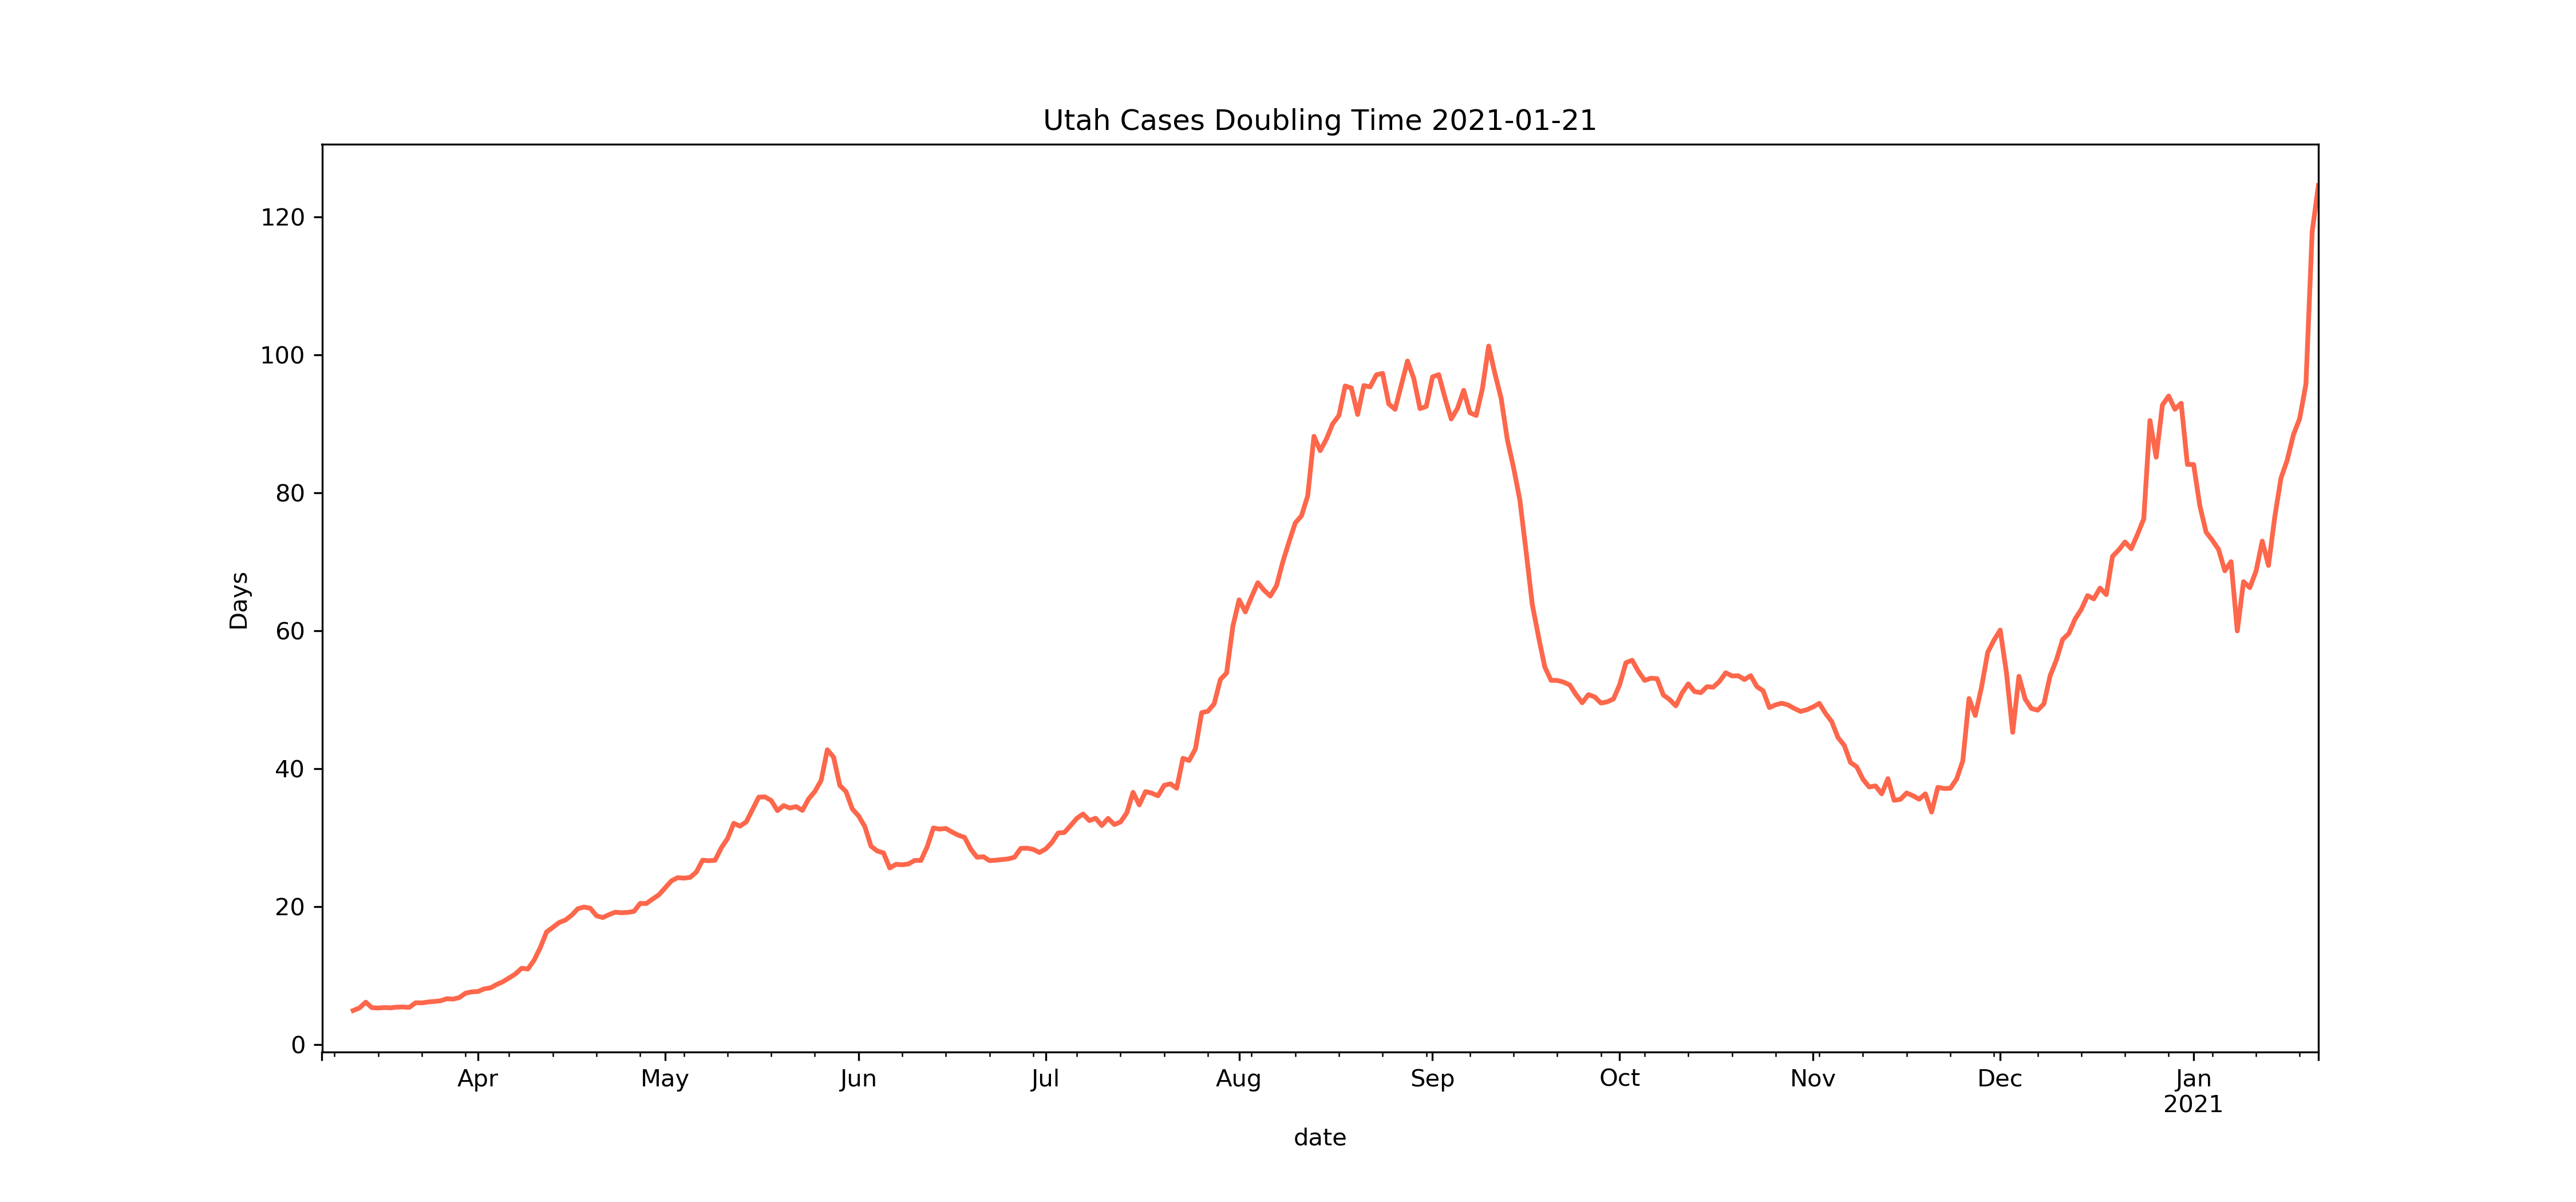 Utah Cases Doubling Time 2021-01-21
120
100
80
60
40
20
0
Days
Apr May Jun Jul Aug Sep Oct Nov Dec Jan
2021
date